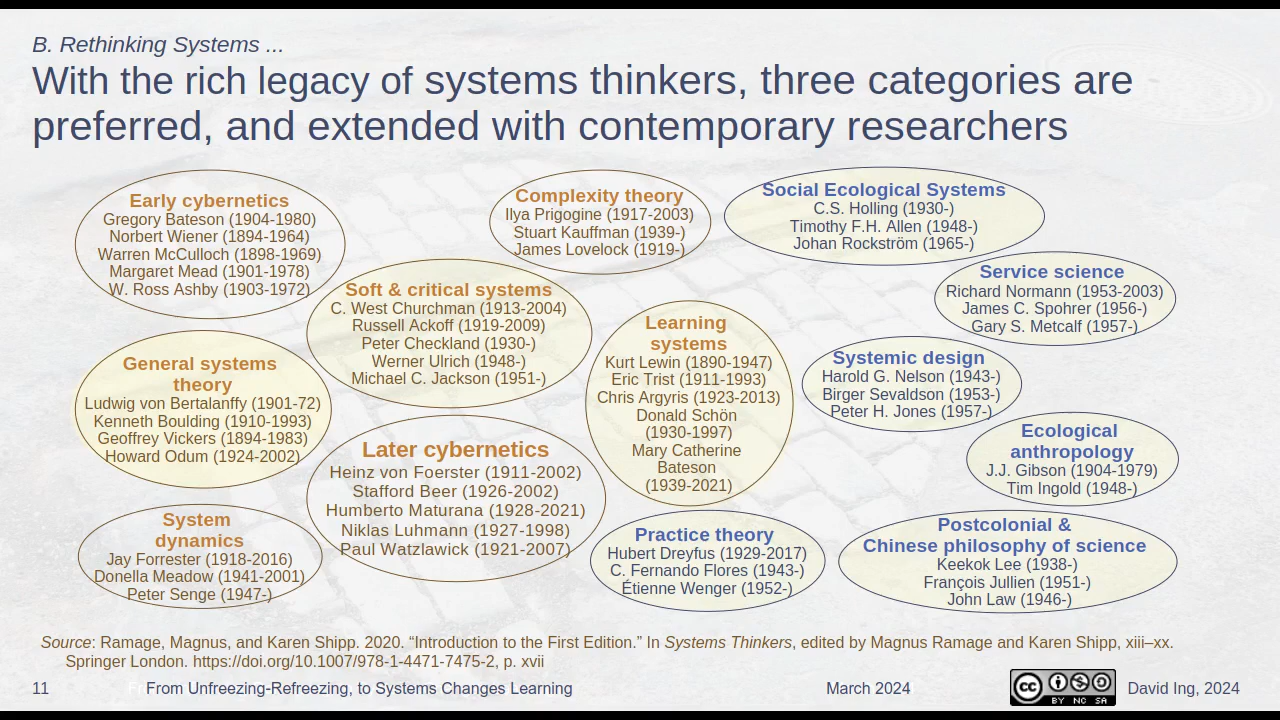 B. Rethinking Systems ...
With the rich legacy of systems thinkers, three categories are
preferred, and extended with contemporary researchers
Early cybernetics
Gregory Bateson (1904-1980)
Norbert Wiener (1894-1964)
Warren McCulloch (1898-1969)
Margaret Mead (1901-1978)
W. Ross Ashby (1903-1972)
Complexity theory
Ilya Prigogine (1917-2003)
Stuart Kauffman (1939-)
James Lovelock (1919-)
Social Ecological Systems
C.S. Holling (1930-)
Timothy F.H. Allen (1948-)
Johan Rockström (1965-)
Soft & critical systems
C. West Churchman (1913-2004)
Russell Ackoff (1919-2009)
Peter Checkland (1930-)
Werner Ulrich (1948-)
Michael C. Jackson (1951-)
Service science
Richard Normann (1953-2003)
James C. Spohrer (1956-)
Gary S. Metcalf (1957-)
General systems
theory
Ludwig von Bertalanffy (1901-72)
Kenneth Boulding (1910-1993)
Geoffrey Vickers (1894-1983)
Howard Odum (1924-2002)
Learning
systems
Kurt Lewin (1890-1947)
Eric Trist (1911-1993)
Chris Argyris (1923-2013)
Donald Schön
(1930-1997)
Mary Catherine
Bateson
(1939-2021)
Systemic design
Harold G. Nelson (1943-)
Birger Sevaldson (1953-)
Peter H. Jones (1957-)
Later cybernetics
Heinz von Foerster (1911-2002)
Stafford Beer (1926-2002)
Humberto Maturana (1928-2021)
Niklas Luhmann (1927-1998)
Paul Watzlawick (1921-2007)
Ecological
anthropology
J.J. Gibson (1904-1979)
Tim Ingold (1948-)
System
dynamics
Jay Forrester (1918-2016)
Donella Meadow (1941-2001)
Peter Senge (1947-)
Practice theory
Hubert Dreyfus (1929-2017)
C. Fernando Flores (1943-)
Étienne Wenger (1952-)
Postcolonial &
Chinese philosophy of science
Keekok Lee (1938-)
François Jullien (1951-)
John Law (1946-)
Source: Ramage, Magnus, and Karen Shipp. 2020. “Introduction to the First Edition.” In Systems Thinkers, edited by Magnus Ramage and Karen Shipp, xiii–xx.
Springer London. https://doi.org/10.1007/978-1-4471-7475-2, p. xvii
11 From Unfreezing-Refreezing, to Systems Changes Learning March 2024 cc BY NC SA David Ing, 2024